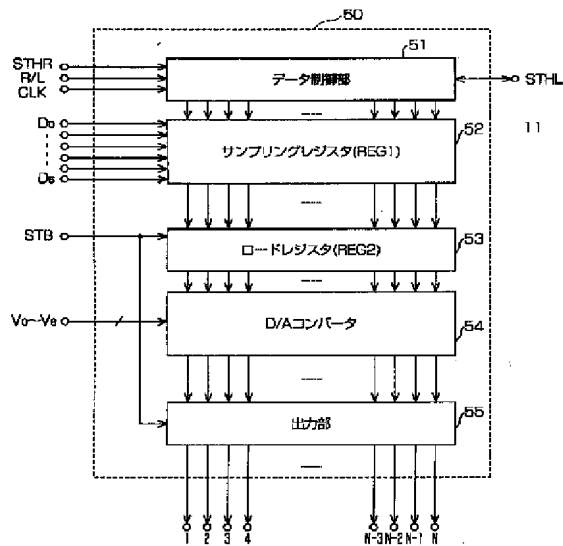 50
51
STHR
R/L
CLK
データ制御部
STHL
D0
D5
サンプリングレジスタ(REG1)
52
11
STB
ロードレジスタ(REG2)
53
V0~V8
D/Aコンバータ
54
出力部
55
1 2 3 4 N-3 N-2 N-1 N